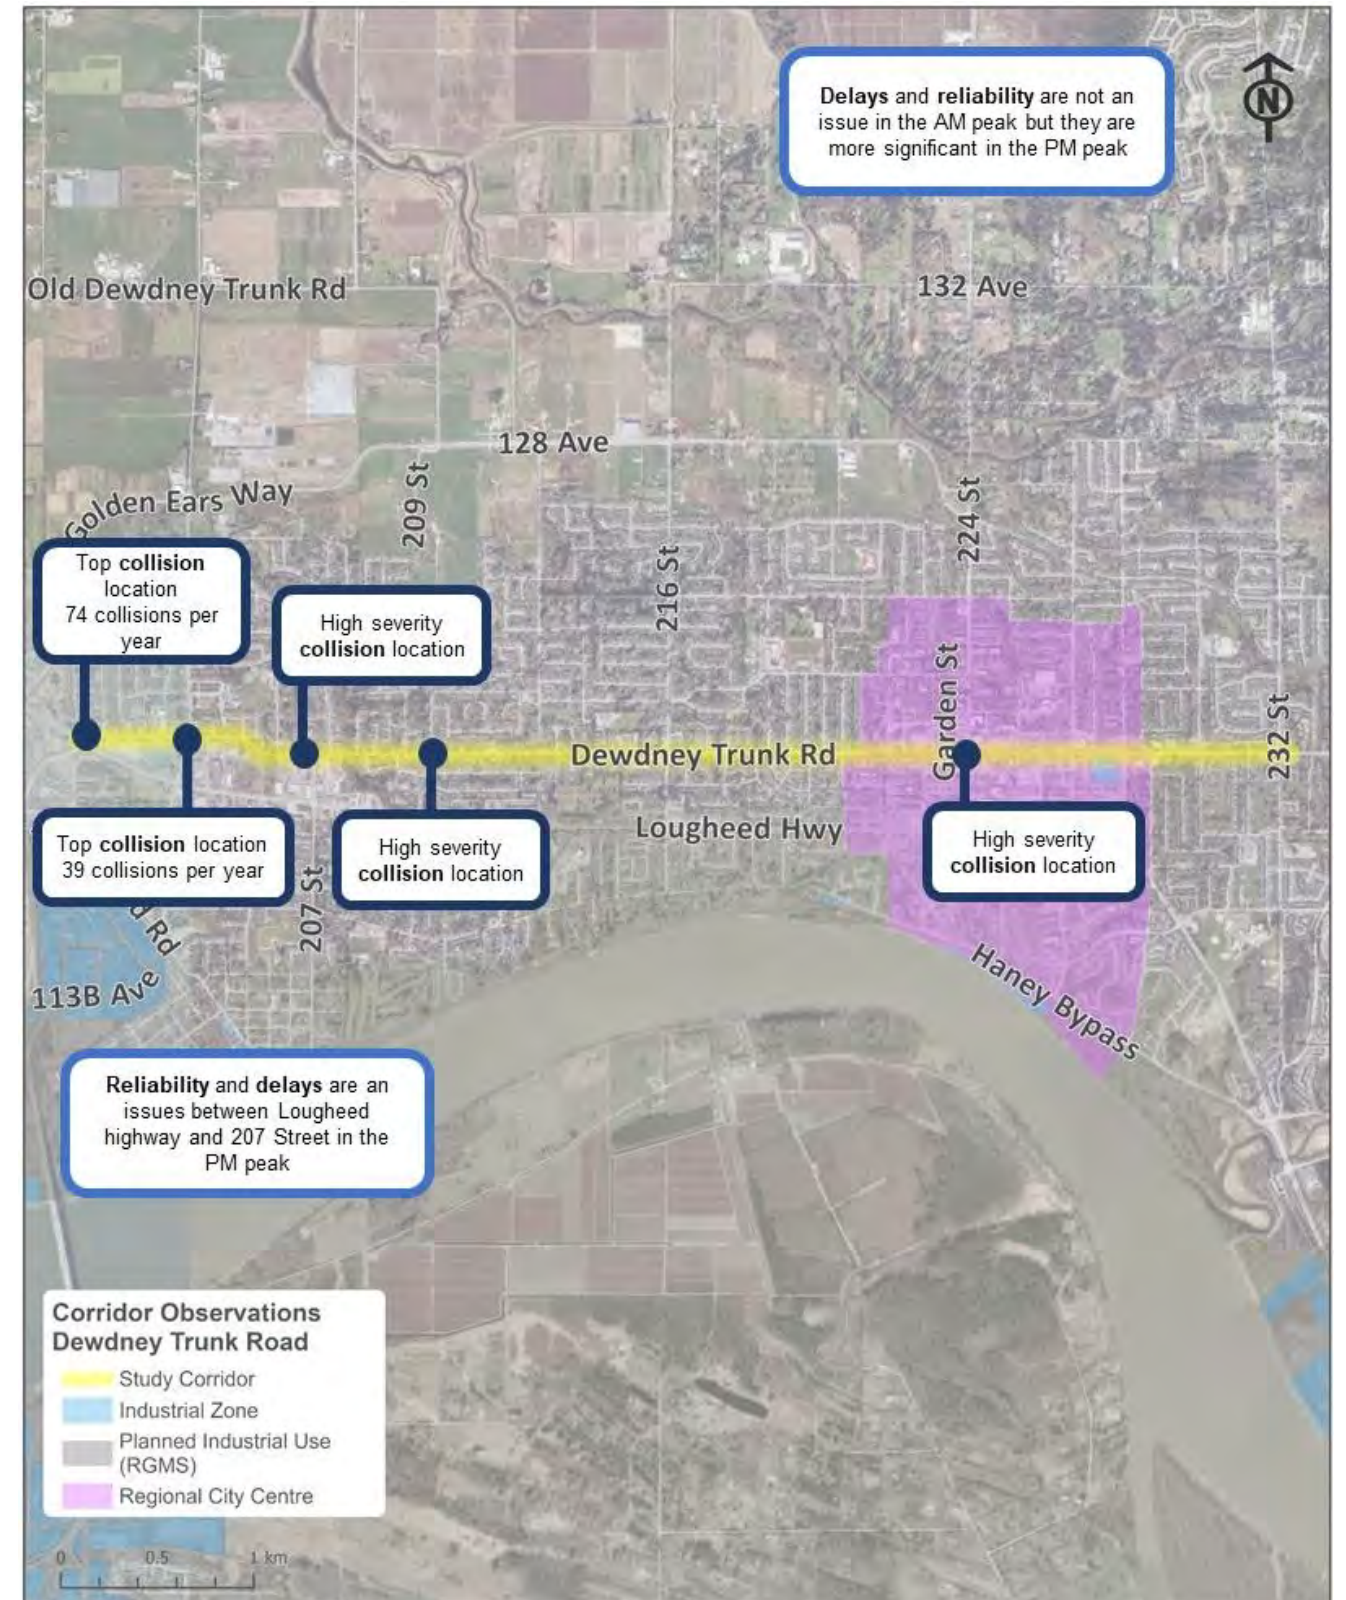 Delays and reliability are not an
issue in the AM peak but they are
more significant in the PM peak
N
Old Dewdney Trunk Rd
132 Ave
128 Ave
Golden Ears Way
209 St
224 St
216 St
Top collision
location
74 collisions per
year
High severity
collision location
Garden St
232 St
Dewdney Trunk Rd
Lougheed Hwy
Top collision location
39 collisions per year
High severity
collision location
High severity
collision location
207 St
Rd
113B Ave
Haney Bypass
Reliability and delays are an
issues between Lougheed
highway and 207 Street in the
PM peak
Corridor Observations
Dewdney Trunk Road
Study Corridor
Industrial Zone
Planned Industrial Use
(RGMS)
Regional City Centre
0 0.5 1 km